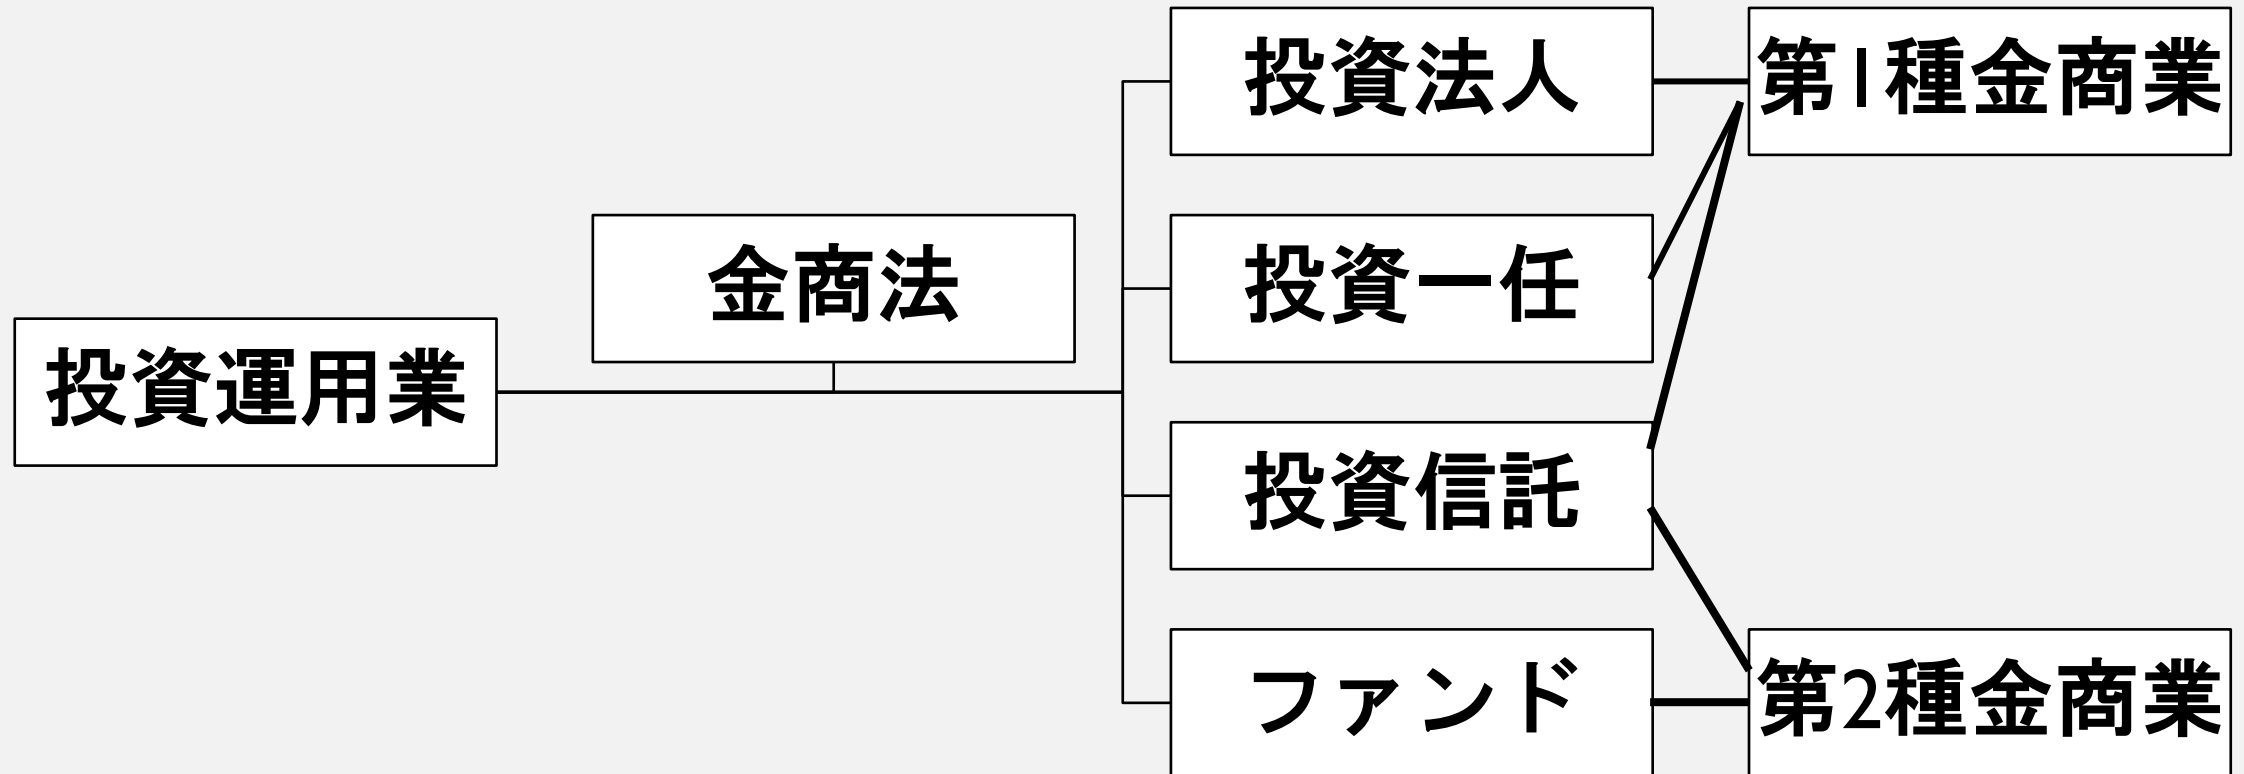 投資運用業
金商法
投資法人
投資一任
投資信託
ファンド
第1種金商業
第2種金商業